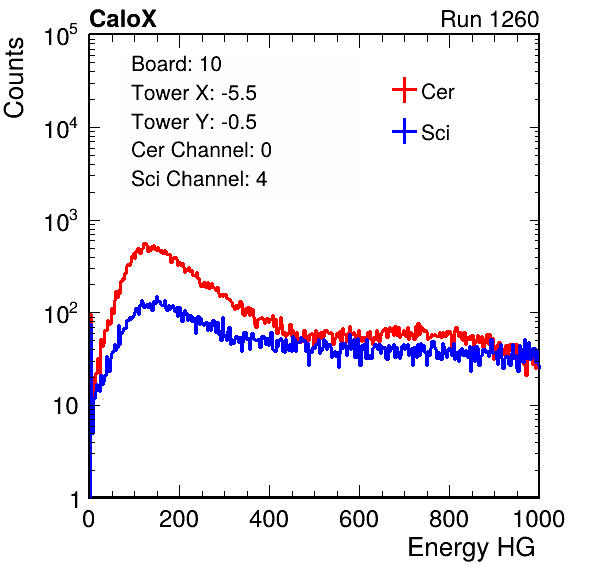 CaloX Run 1260
Counts
10^5
10^4
10^3
10^2
10
1
Board: 10
Tower X: -5.5
Tower Y: -0.5
Cer Channel: 0
Sci Channel: 4
Cer
Sci
0 200 400 600 800 1000
Energy HG